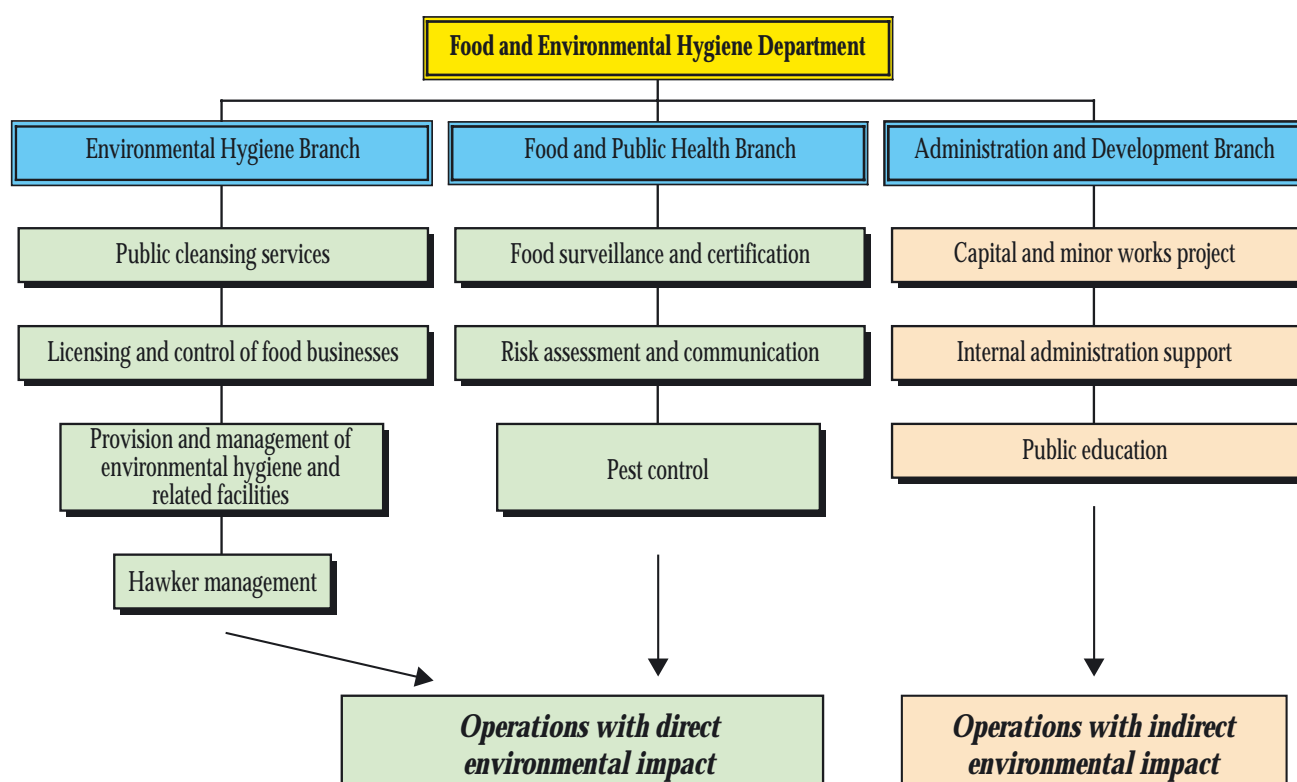 Food and Environmental Hygiene Department
Environmental Hygiene Branch
Food and Public Health Branch
Administration and Development Branch
Public cleansing services
Food surveillance and certification
Capital and minor works project
Licensing and control of food businesses
Risk assessment and communication
Internal administration support
Provision and management of
environmental hygiene and
related facilities
Pest control
Public education
Hawker management
Operations with direct
environmental impact
Operations with indirect
environmental impact